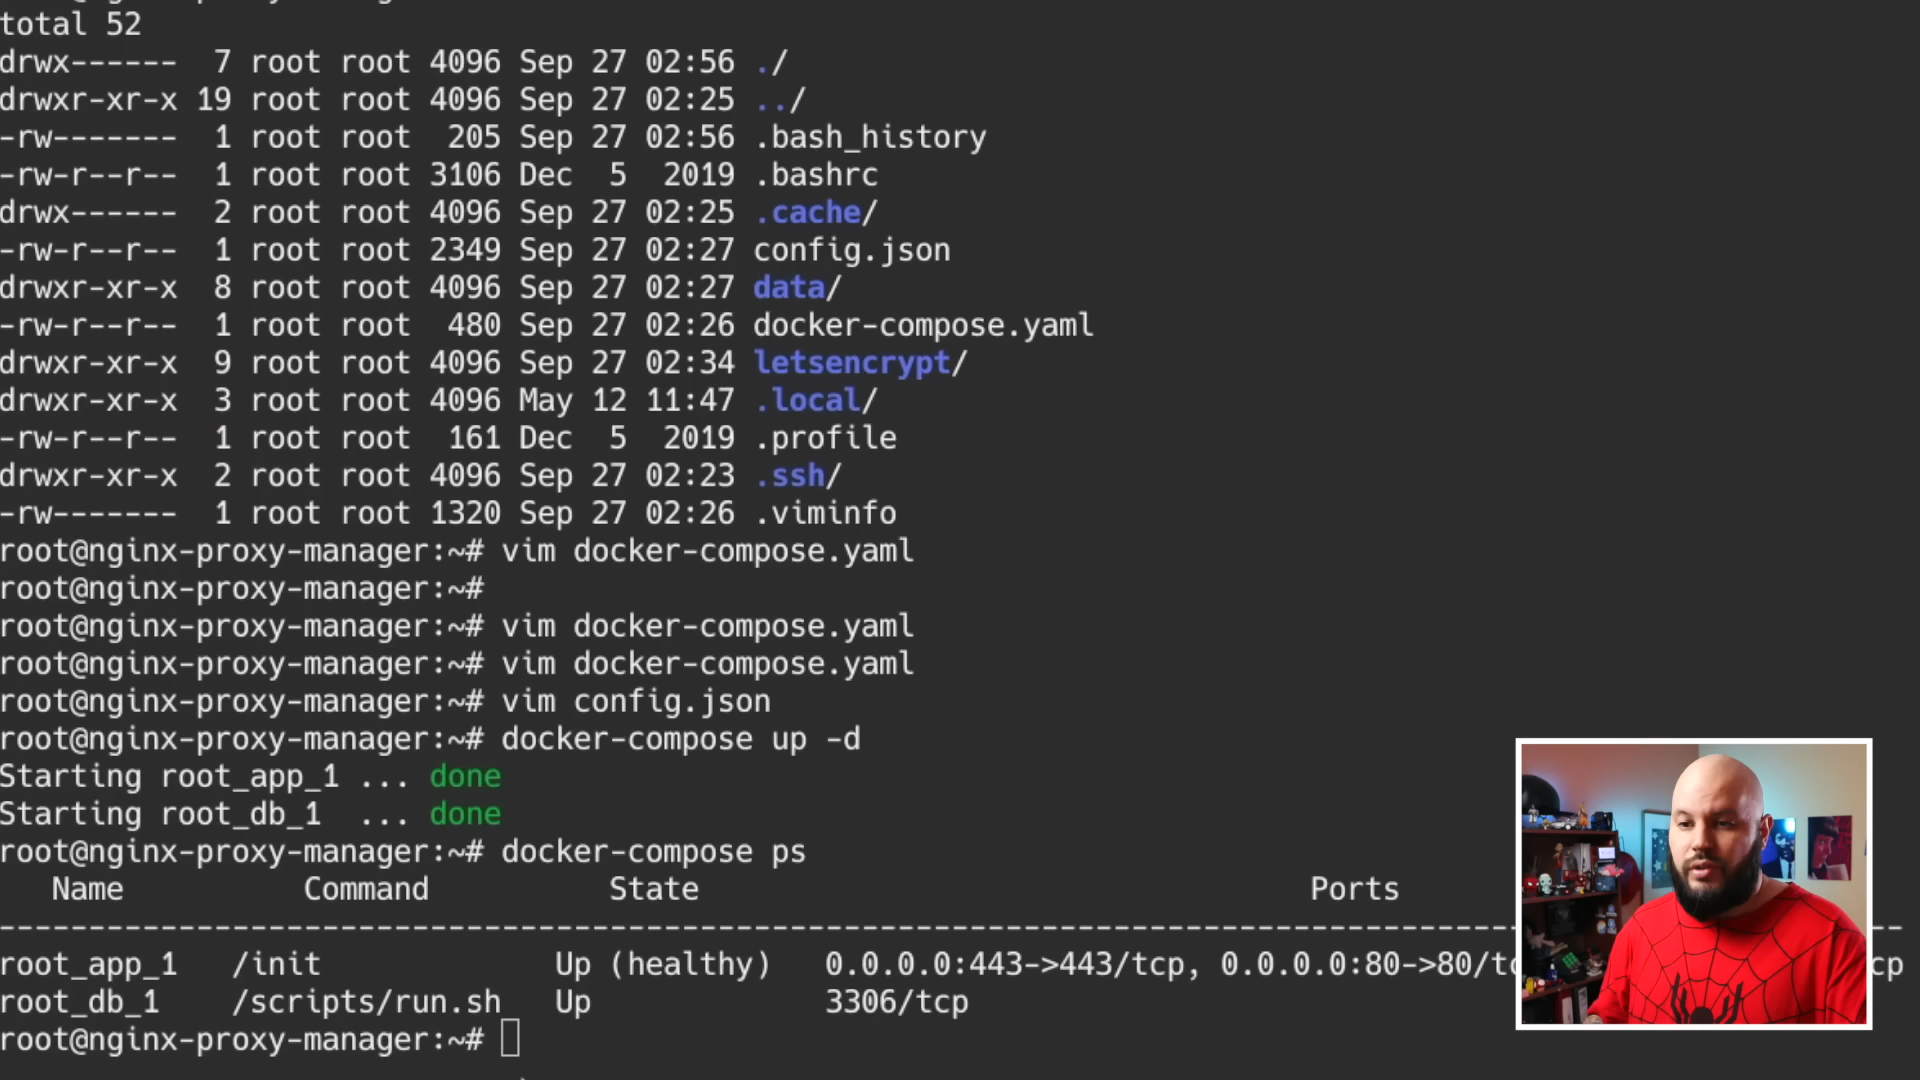 total 52
drwx------  7 root root 4096 Sep 27 02:56 ./
drwxr-xr-x 19 root root 4096 Sep 27 02:25 ../
-rw-------  1 root root  205 Sep 27 02:56 .bash_history
-rw-r--r--  1 root root 3106 Dec  5  2019 .bashrc
drwx------  2 root root 4096 Sep 27 02:25 .cache/
-rw-r--r--  1 root root 2349 Sep 27 02:27 config.json
drwxr-xr-x  8 root root 4096 Sep 27 02:27 data/
-rw-r--r--  1 root root  480 Sep 27 02:26 docker-compose.yaml
drwxr-xr-x  9 root root 4096 Sep 27 02:34 letsencrypt/
drwxr-xr-x  3 root root 4096 May 12 11:47 .local/
-rw-r--r--  1 root root  161 Dec  5  2019 .profile
drwxr-xr-x  2 root root 4096 Sep 27 02:23 .ssh/
-rw-------  1 root root 1320 Sep 27 02:26 .viminfo
root@nginx-proxy-manager:~# vim docker-compose.yaml
root@nginx-proxy-manager:~#
root@nginx-proxy-manager:~# vim docker-compose.yaml
root@nginx-proxy-manager:~# vim docker-compose.yaml
root@nginx-proxy-manager:~# vim config.json
root@nginx-proxy-manager:~# docker-compose up -d
Starting root_app_1 ... done
Starting root_db_1  ... done
root@nginx-proxy-manager:~# docker-compose ps
   Name          Command          State                                  Ports
--------------------------------------------------------------------------------
root_app_1   /init             Up (healthy)   0.0.0.0:443->443/tcp, 0.0.0.0:80->80/tc cp
root_db_1    /scripts/run.sh   Up             3306/tcp
root@nginx-proxy-manager:~#